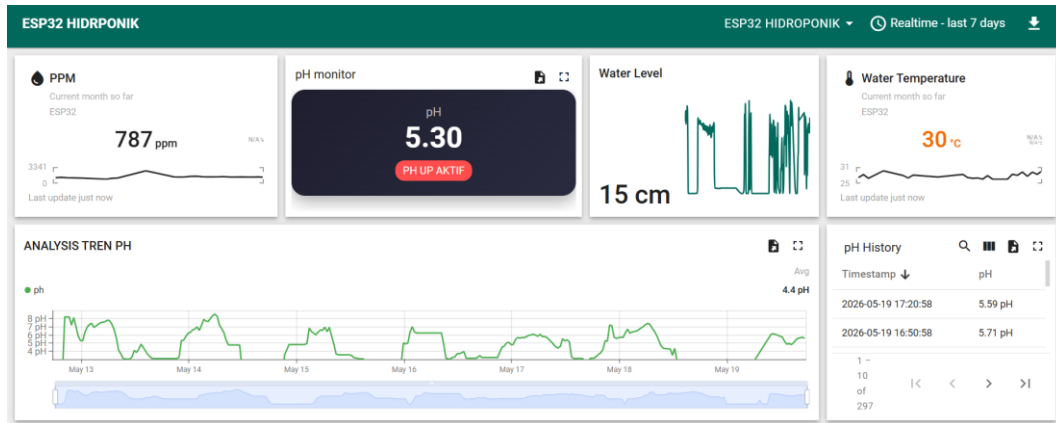 ESP32 HIDRPONIK
ESP32 HIDROPONIK
Realtime - last 7 days
PPM
Current month so far
ESP32
787 ppm
N/A %
3341
0
Last update just now
pH monitor
pH
5.30
PH UP AKTIF
Water Level
15 cm
Water Temperature
Current month so far
ESP32
30 °C
31
25
Last update just now
ANALYSIS TREN PH
Avg
ph
4.4 pH
8 pH
7 pH
6 pH
5 pH
4 pH
May 13
May 14
May 15
May 16
May 17
May 18
May 19
pH History
Timestamp
pH
2026-05-19 17:20:58
5.59 pH
2026-05-19 16:50:58
5.71 pH
1 –
10
of
297